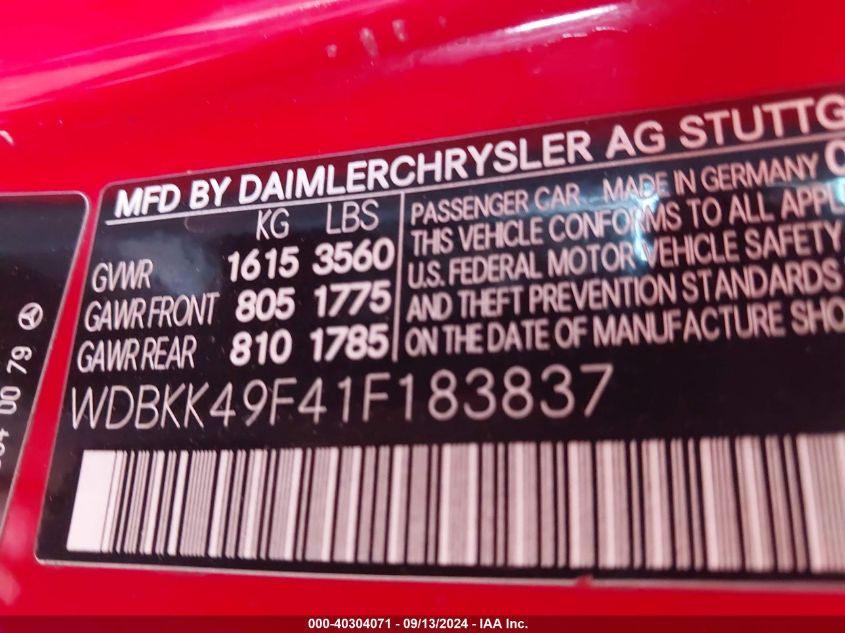 MFD BY DAIMLERCHRYSLER AG STUTTG
KG LBS
GVWR 1615 3560
GAWR FRONT 805 1775
GAWR REAR 810 1785
PASSENGER CAR MADE IN GERMANY
THIS VEHICLE CONFORMS TO ALL APPL
U.S. FEDERAL MOTOR VEHICLE SAFETY
AND THEFT PREVENTION STANDARDS
ON THE DATE OF MANUFACTURE SHO
WDBKK49F41F183837
00 79
000-40304071 - 09/13/2024 - IAA Inc.